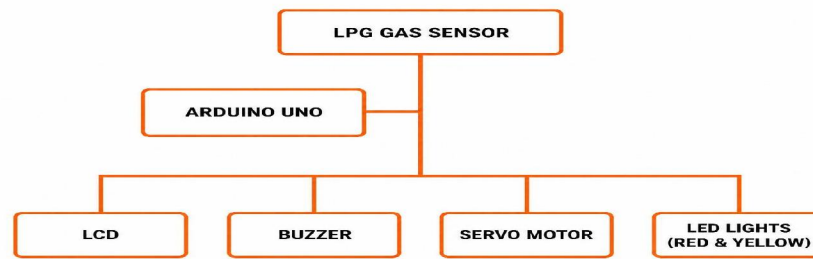 LPG GAS SENSOR
ARDUINO UNO
LCD
BUZZER
SERVO MOTOR
LED LIGHTS
(RED & YELLOW)